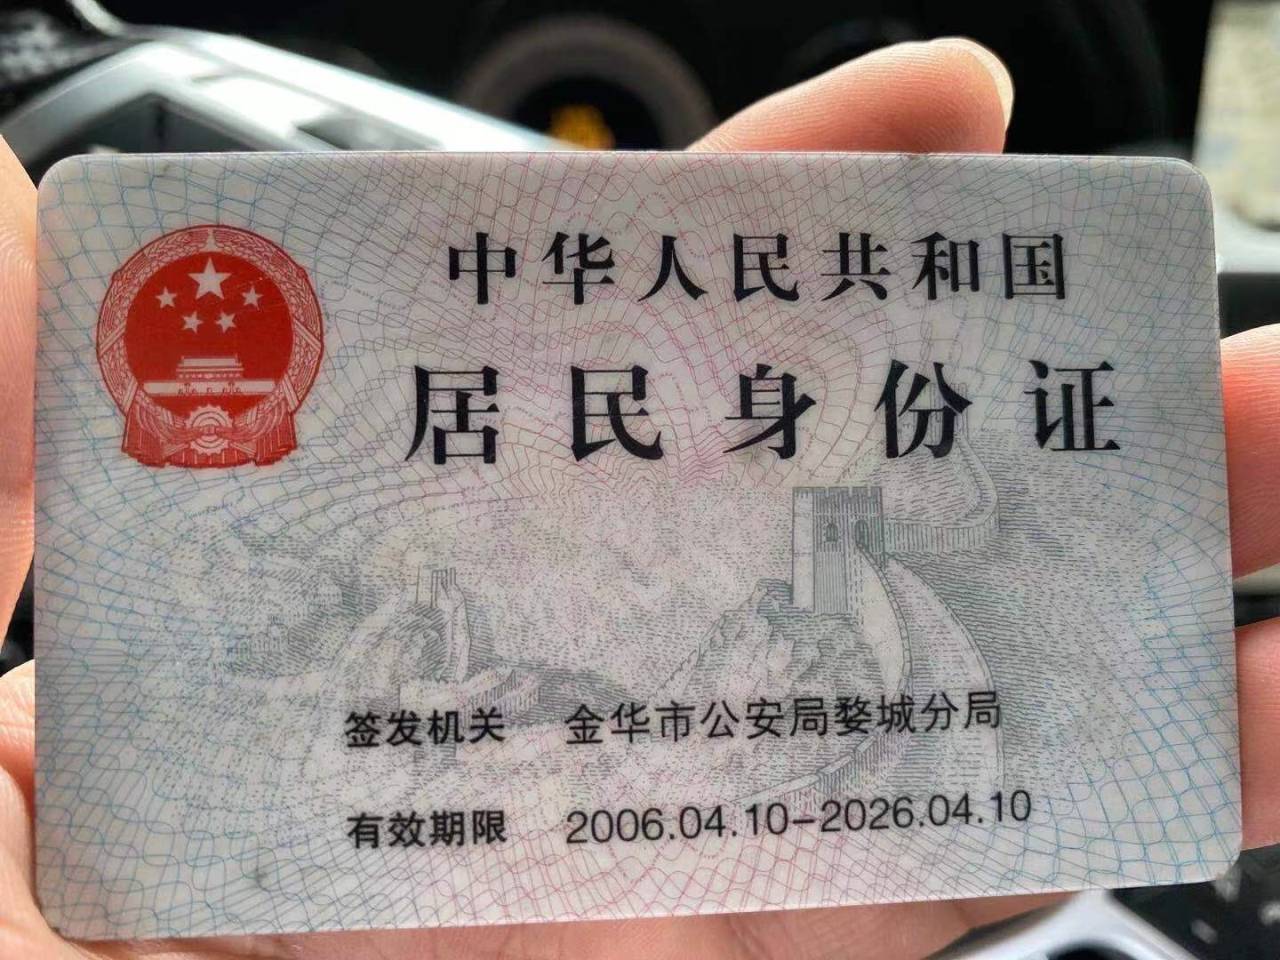 中华人民共和国
居民身份证
签发机关 金华市公安局婺城分局
有效期限 2006.04.10-2026.04.10